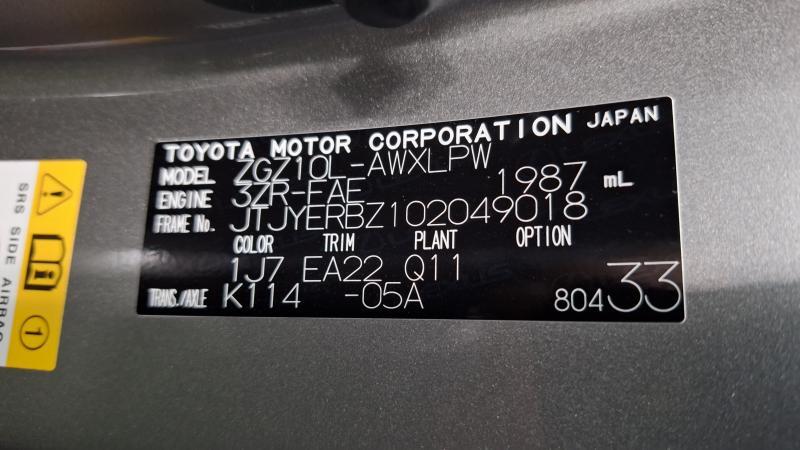 TOYOTA MOTOR CORPORATION JAPAN
MODEL ZGZ10L-AWXLPW
ENGINE 3ZR-FAE 1987 mL
FRAME No. JTJYERBZ102049018
COLOR TRIM PLANT OPTION
1J7 EA22 Q11
TRANS./AXLE K114 -05A 80433
SRS SIDE AIRBAG
1